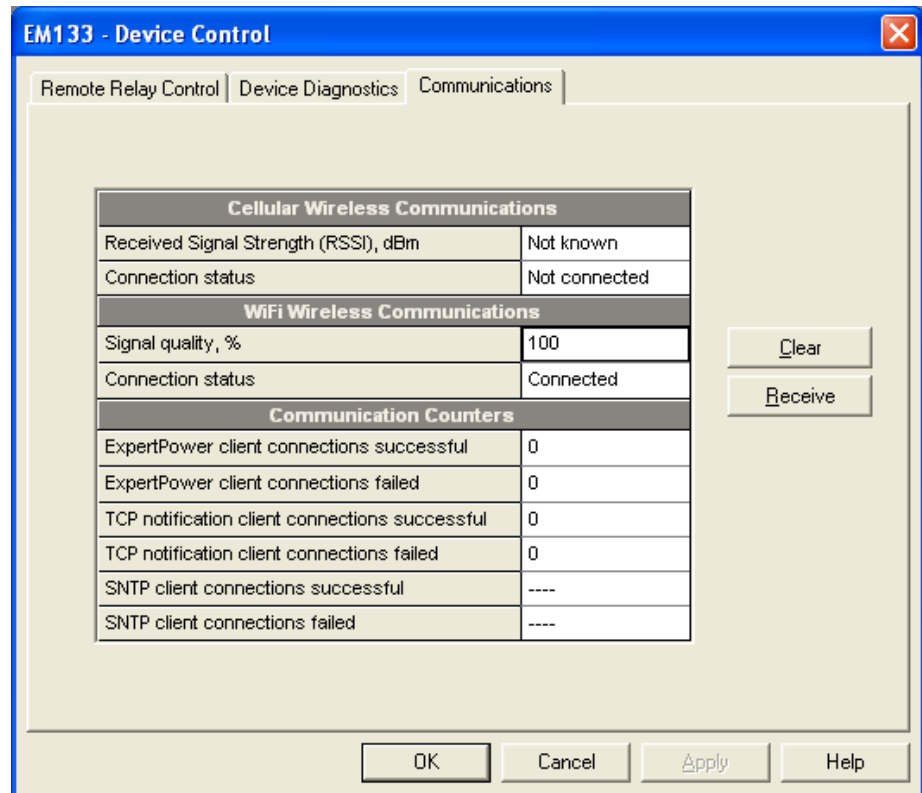 EM133 - Device Control
Remote Relay Control Device Diagnostics Communications
Cellular Wireless Communications
Received Signal Strength (RSSI), dBm Not known
Connection status Not connected
WiFi Wireless Communications
Signal quality, % 100
Connection status Connected
Communication Counters
ExpertPower client connections successful 0
ExpertPower client connections failed 0
TCP notification client connections successful 0
TCP notification client connections failed 0
SNTP client connections successful ----
SNTP client connections failed ----
Clear
Receive
OK Cancel Apply Help